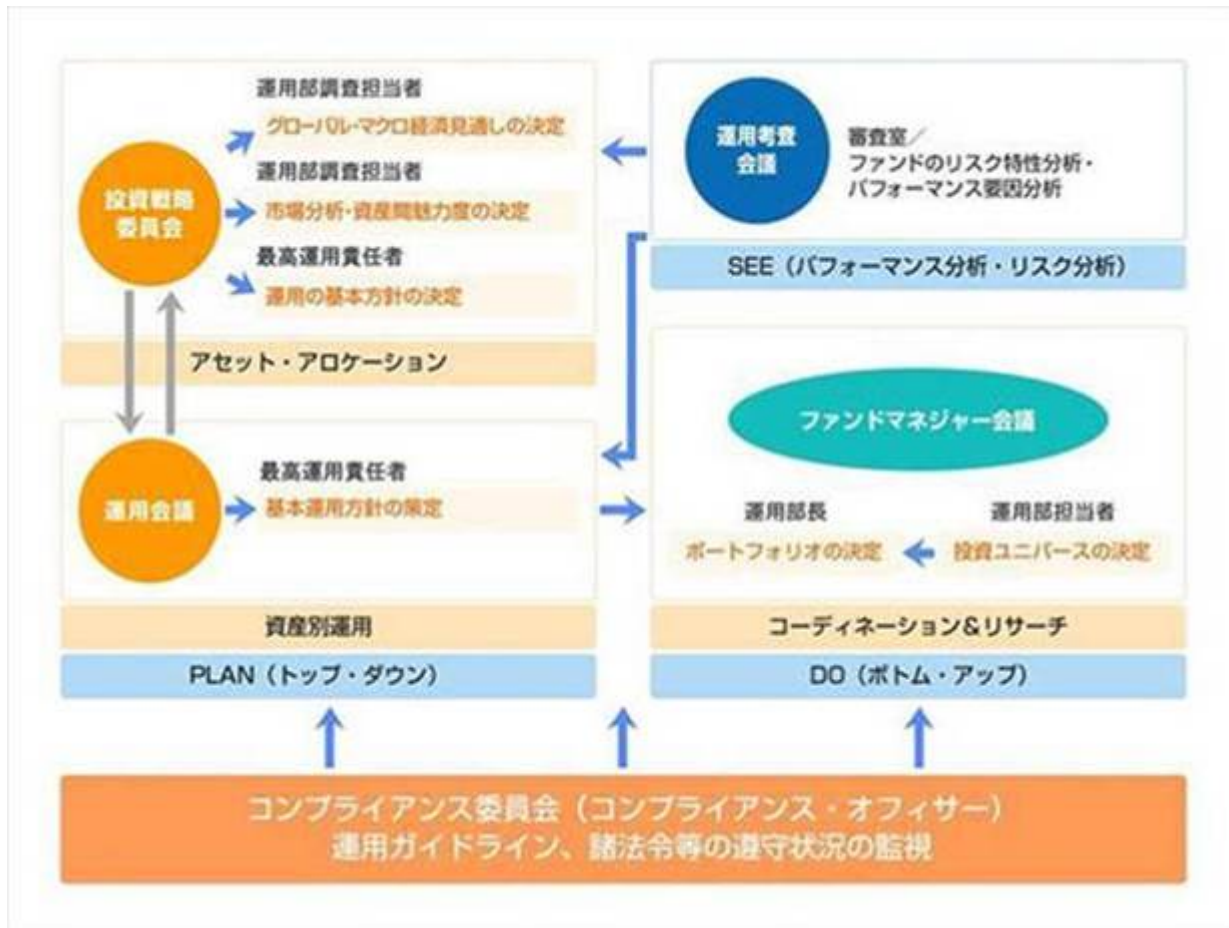 運用部調査担当者
グローバル・マクロ経済見通しの決定
投資戦略
委員会
運用部調査担当者
市場分析・資産間魅力度の決定
最高運用責任者
運用の基本方針の決定
アセット・アロケーション
運用考査
会議
審査室／
ファンドのリスク特性分析・
パフォーマンス要因分析
SEE（パフォーマンス分析・リスク分析）
運用会議
最高運用責任者
基本運用方針の策定
資産別運用
PLAN（トップ・ダウン）
ファンドマネジャー会議
運用部長
ポートフォリオの決定
運用部担当者
投資ユニバースの決定
コーディネーション&リサーチ
DO（ボトム・アップ）
コンプライアンス委員会（コンプライアンス・オフィサー）
運用ガイドライン、諸法令等の遵守状況の監視